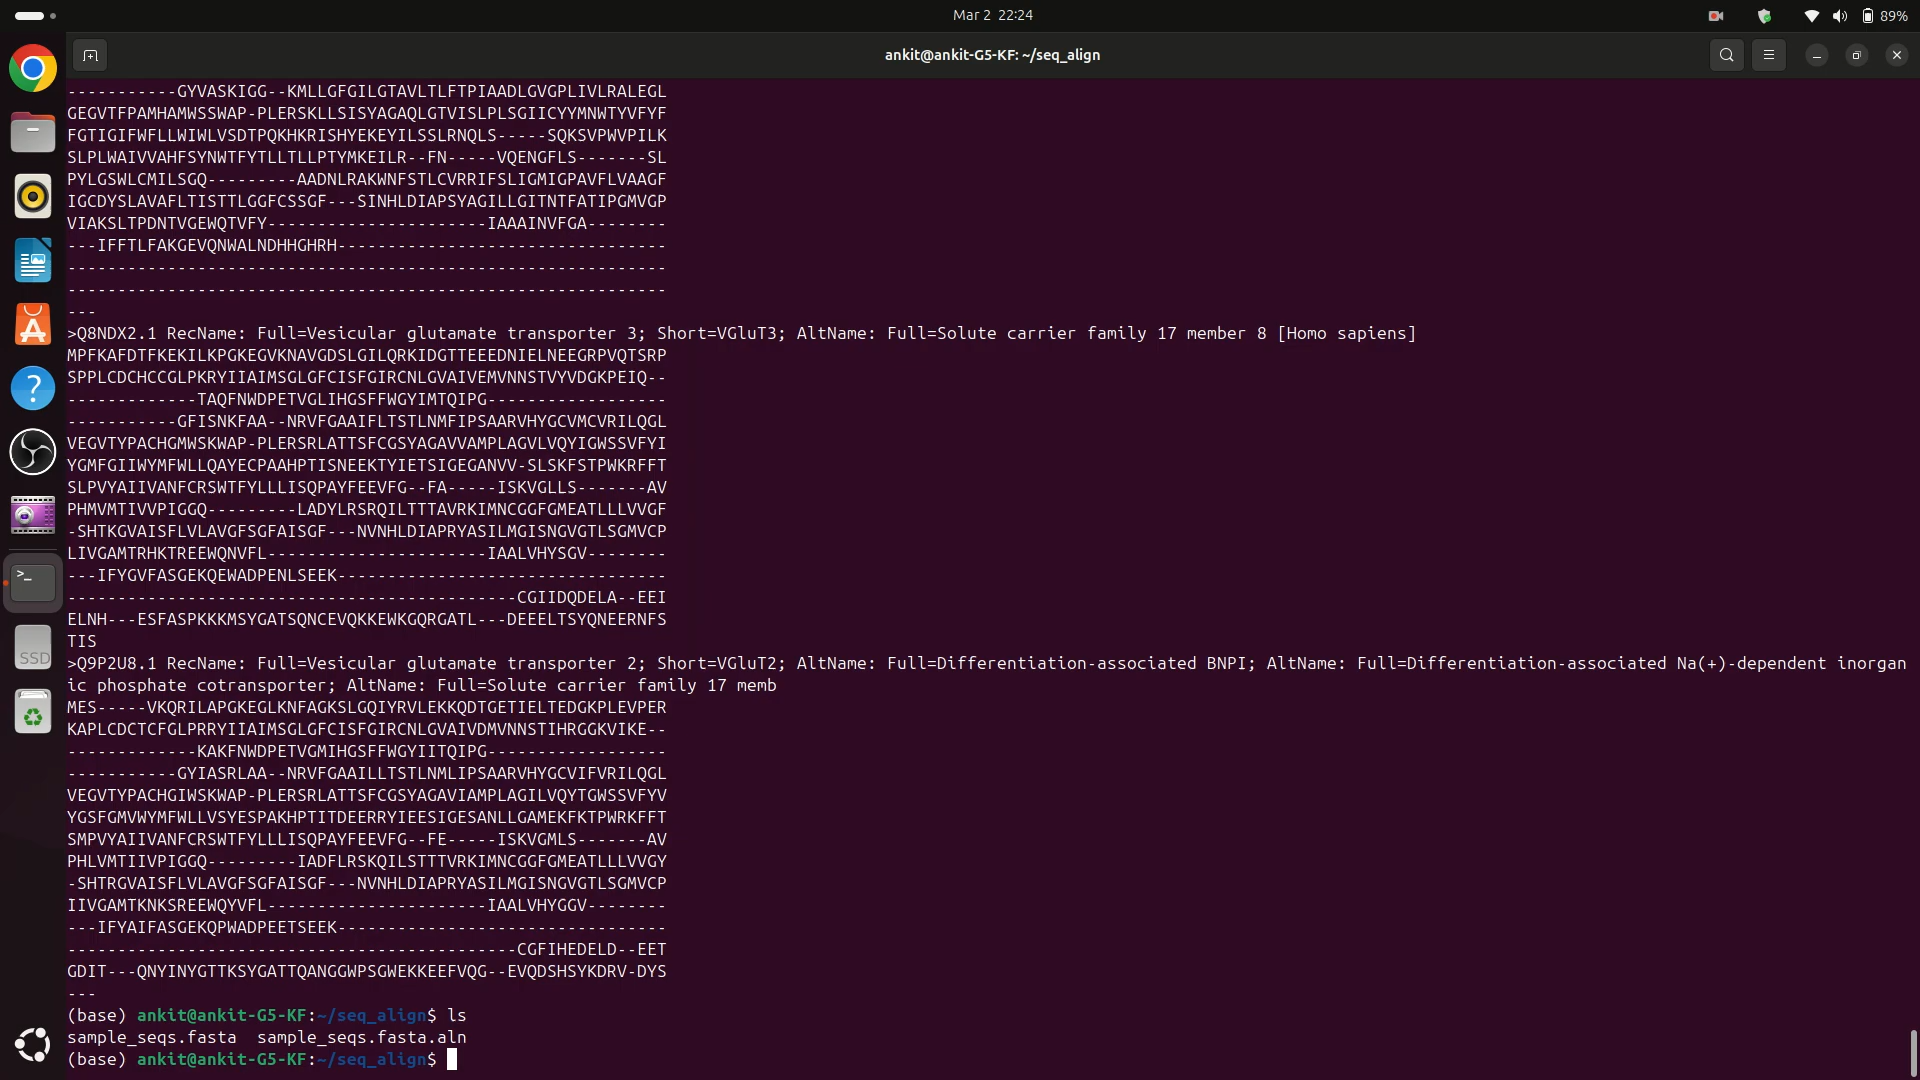 Mar 2 22:24
89%
ankit@ankit-G5-KF: ~/seq_align
-----------GYVASKIGG--KMLLGFGILGTAVLTLFTPIAADLGVGPLIVLRALEGL
GEGVTFPAMHAMWSSWAP-PLERSKLLSISYAGAQLGTVISLPLSGIICYYMNWTYVFYF
FGTIGIFWFLLWIWLVSDTPQKHKRISHYEKEYILSSLRNQLS-----SQKSVPWVPILK
SLPLWAIVVAHFSYNWTFYTLLTLLPTYMKEILR--FN-----VQENGFLS-------SL
PYLGSWLCMILSGQ---------AADNLRAKWNFSTLCVRRIFSLIGMIGPAVFLVAAGF
IGCDYSLAVAFLTISTTLGGFCSSGF---SINHLDIAPSYAGILLGITNTFATIPGMVGP
VIAKSLTPDNTVGEWQTVFY----------------------IAAAINVFGA--------
---IFFTLFAKGEVQNWALNDHHGHRH---------------------------------
------------------------------------------------------------
------------------------------------------------------------
---
>Q8NDX2.1 RecName: Full=Vesicular glutamate transporter 3; Short=VGluT3; AltName: Full=Solute carrier family 17 member 8 [Homo sapiens]
MPFKAFDTFKEKILKPGKEGVKNAVGDSLGILQRKIDGTTEEEDNIELNEEGRPVQTSRP
SPPLCDCHCCGLPKRYIIAIMSGLGFCISFGIRCNLGVAIVEMVNNSTVYVDGKPEIQ--
-------------TAQFNWDPETVGLIHGSFFWGYIMTQIPG------------------
-----------GFISNKFAA--NRVFGAAIFLTSTLNMFIPSAARVHYGCVMCVRILQGL
VEGVTYPACHGMWSKWAP-PLERSRLATTSFCGSYAGAVVAMPLAGVLVQYIGWSSVFYI
YGMFGIIWYMFWLLQAYECPAAHPTISNEEKTYIETSIGEGANVV-SLSKFSTPWKRFFT
SLPVYAIIVANFCRSWTFYLLLISQPAYFEEVFG--FA-----ISKVGLLS-------AV
PHMVMTIVVPIGGQ---------LADYLRSRQILTTTAVRKIMNCGGFGMEATLLLVVGF
-SHTKGVAISFLVLAVGFSGFAISGF---NVNHLDIAPRYASILMGISNGVGTLSGMVCP
LIVGAMTRHKTREEWQNVFL----------------------IAALVHYSGV--------
---IFYGVFASGEKQEWADPENLSEEK---------------------------------
---------------------------------------------CGIIDQDELA--EEI
ELNH---ESFASPKKKMSYGATSQNCEVQKKEWKGQRGATL---DEEELTSYQNEERNFS
TIS
>Q9P2U8.1 RecName: Full=Vesicular glutamate transporter 2; Short=VGluT2; AltName: Full=Differentiation-associated BNPI; AltName: Full=Differentiation-associated Na(+)-dependent inorgan
ic phosphate cotransporter; AltName: Full=Solute carrier family 17 memb
MES-----VKQRILAPGKEGLKNFAGKSLGQIYRVLEKKQDTGETIELTEDGKPLEVPER
KAPLCDCTCFGLPRRYIIAIMSGLGFCISFGIRCNLGVAIVDMVNNSTIHRGGKVIKE--
-------------KAKFNWDPETVGMIHGSFFWGYIITQIPG------------------
-----------GYIASRLAA--NRVFGAAILLTSTLNMLIPSAARVHYGCVIFVRILQGL
VEGVTYPACHGIWSKWAP-PLERSRLATTSFCGSYAGAVIAMPLAGILVQYTGWSSVFYV
YGSFGMVWYMFWLLVSYESPAKHPTITDEERRYIEESIGESANLLGAMEKFKTPWRKFFT
SMPVYAIIVANFCRSWTFYLLLISQPAYFEEVFG--FE-----ISKVGMLS-------AV
PHLVMTIIVPIGGQ---------IADFLRSKQILSTTTVRKIMNCGGFGMEATLLLVVGY
-SHTRGVAISFLVLAVGFSGFAISGF---NVNHLDIAPRYASILMGISNGVGTLSGMVCP
IIVGAMTKNKSREEWQYVFL----------------------IAALVHYGGV--------
---IFYAIFASGEKQPWADPEETSEEK---------------------------------
---------------------------------------------CGFIHEDELD--EET
GDIT---QNYINYGTTKSYGATTQANGGWPSGWEKKEEFVQG--EVQDSHSYKDRV-DYS
---
(base) ankit@ankit-G5-KF:~/seq_align$ ls
sample_seqs.fasta  sample_seqs.fasta.aln
(base) ankit@ankit-G5-KF:~/seq_align$
SSD